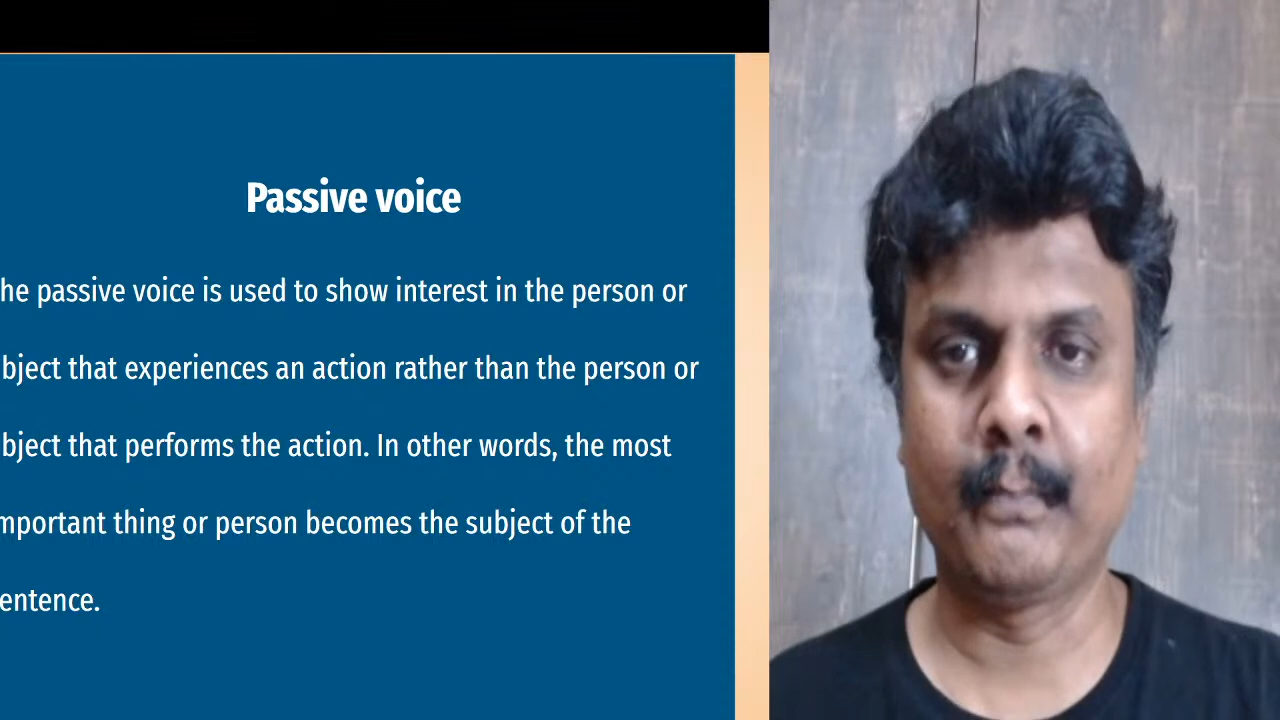 Passive voice
he passive voice is used to show interest in the person or
bject that experiences an action rather than the person or
bject that performs the action. In other words, the most
mportant thing or person becomes the subject of the
entence.